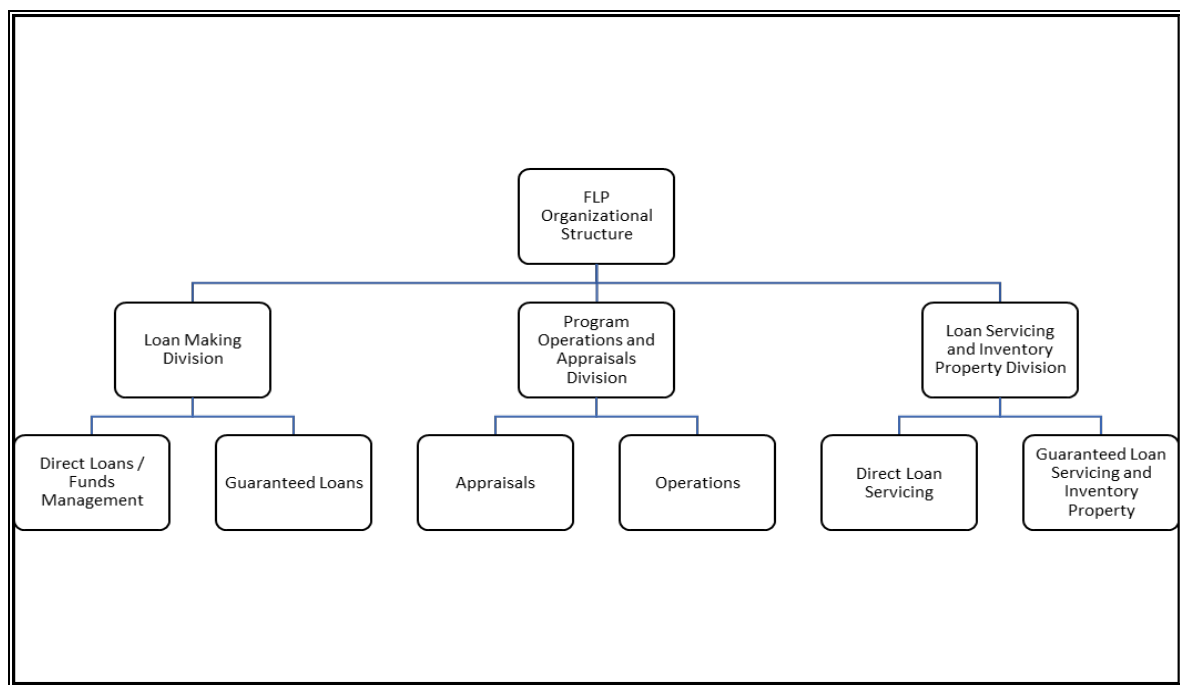 FLP
Organizational
Structure
Loan Making
Division
Program
Operations and
Appraisals
Division
Loan Servicing
and Inventory
Property Division
Direct Loans /
Funds
Management
Guaranteed Loans
Appraisals
Operations
Direct Loan
Servicing
Guaranteed Loan
Servicing and
Inventory
Property